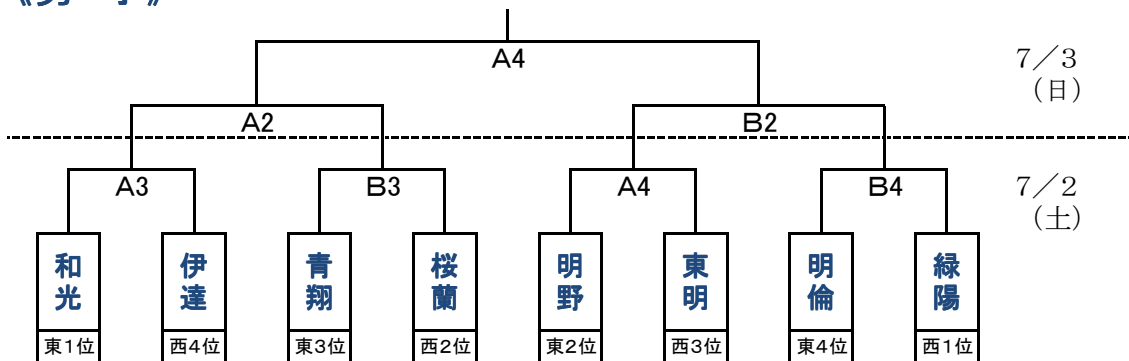 A4
7／3
（日）
A2
B2
A3
B3
A4
B4
7／2
（土）
和光
伊達
青翔
桜蘭
明野
東明
明倫
緑陽
東1位
西4位
東3位
西2位
東2位
西3位
東4位
西1位